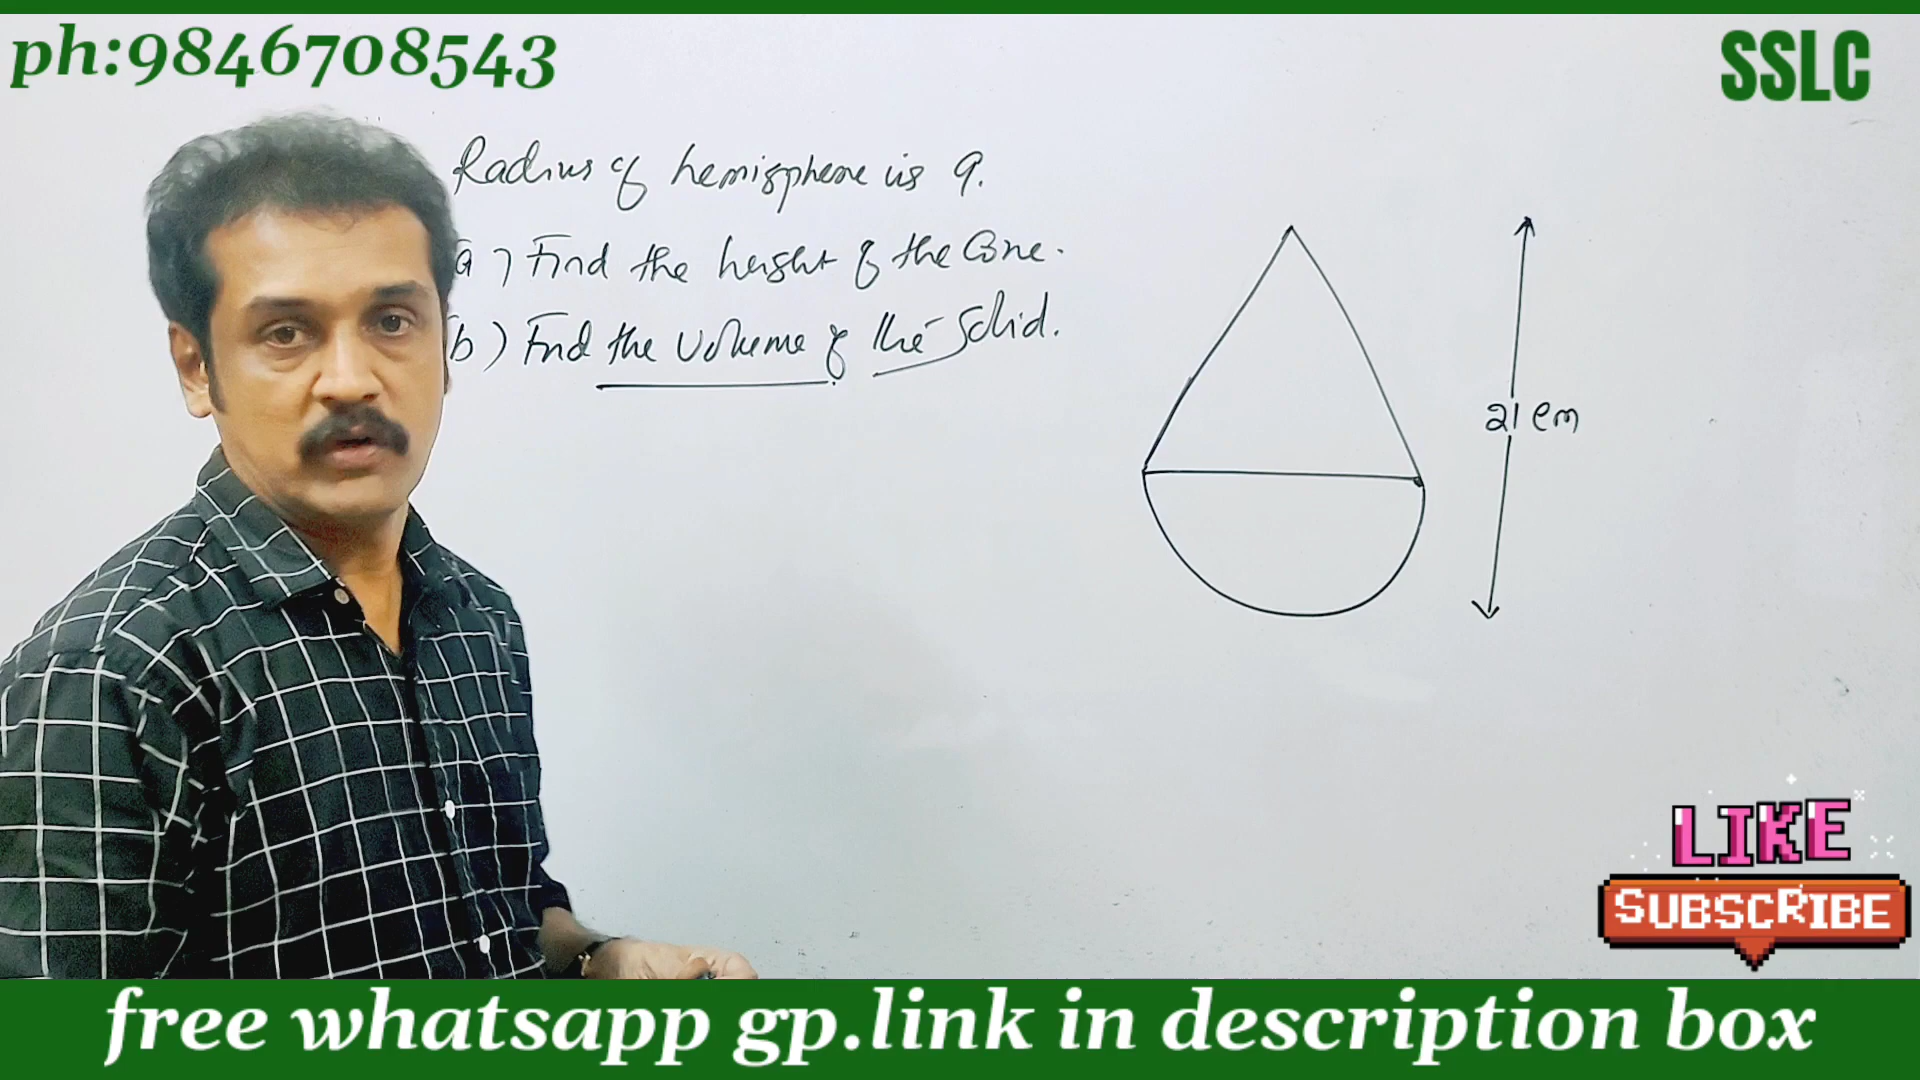 ph:9846708543
SSLC
Radius of hemisphere is 9.
a) Find the height of the Cone.
b) Find the volume of the solid.
21 cm
LIKE
SUBSCRIBE
free whatsapp gp.link in description box